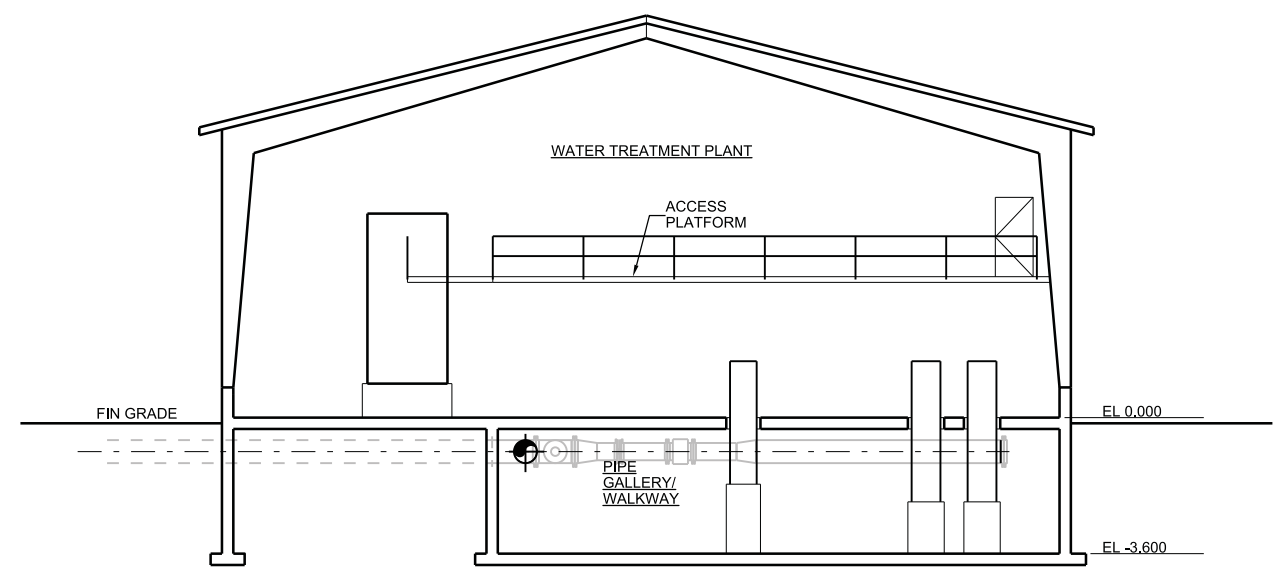 WATER TREATMENT PLANT
ACCESS
PLATFORM
FIN GRADE
EL 0.000
PIPE
GALLERY/
WALKWAY
EL -3.600